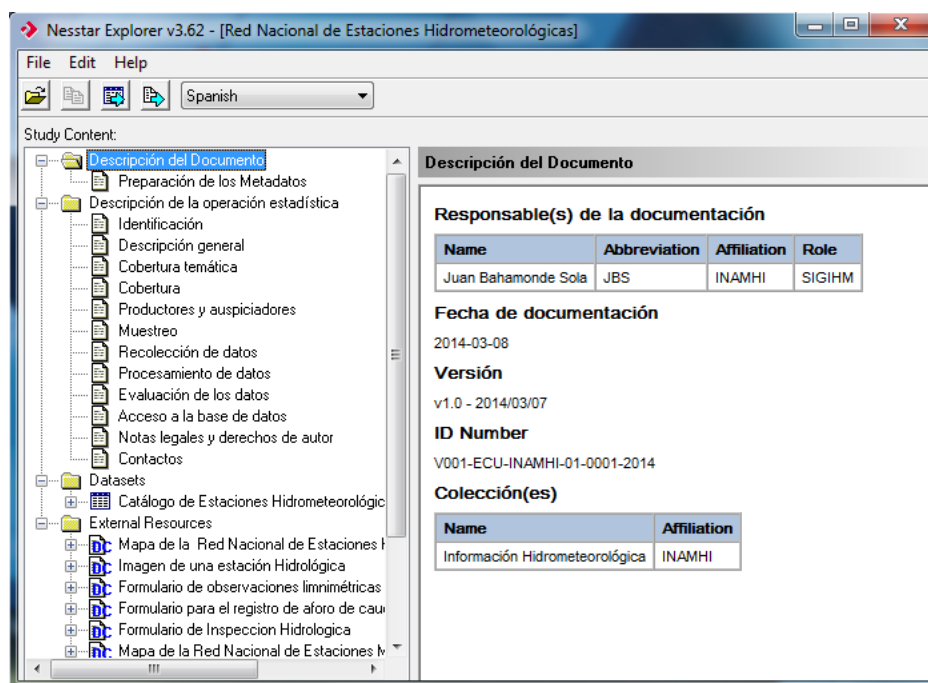 Nesstar Explorer v3.62 - [Red Nacional de Estaciones Hidrometeorológicas]
File Edit Help
Spanish
Study Content:
Descripción del Documento
Preparación de los Metadatos
Descripción de la operación estadística
Identificación
Descripción general
Cobertura temática
Cobertura
Productores y auspiciadores
Muestreo
Recolección de datos
Procesamiento de datos
Evaluación de los datos
Acceso a la base de datos
Notas legales y derechos de autor
Contactos
Datasets
Catálogo de Estaciones Hidrometeorológic
External Resources
Mapa de la Red Nacional de Estaciones H
Imagen de una estación Hidrológica
Formulario de observaciones limnimétricas
Formulario para el registro de aforo de cau
Formulario de Inspeccion Hidrologica
Mapa de la Red Nacional de Estaciones M
Descripción del Documento
Responsable(s) de la documentación
Name Abbreviation Affiliation Role
Juan Bahamonde Sola JBS INAMHI SIGIHM
Fecha de documentación
2014-03-08
Versión
v1.0 - 2014/03/07
ID Number
V001-ECU-INAMHI-01-0001-2014
Colección(es)
Name Affiliation
Información Hidrometeorológica INAMHI